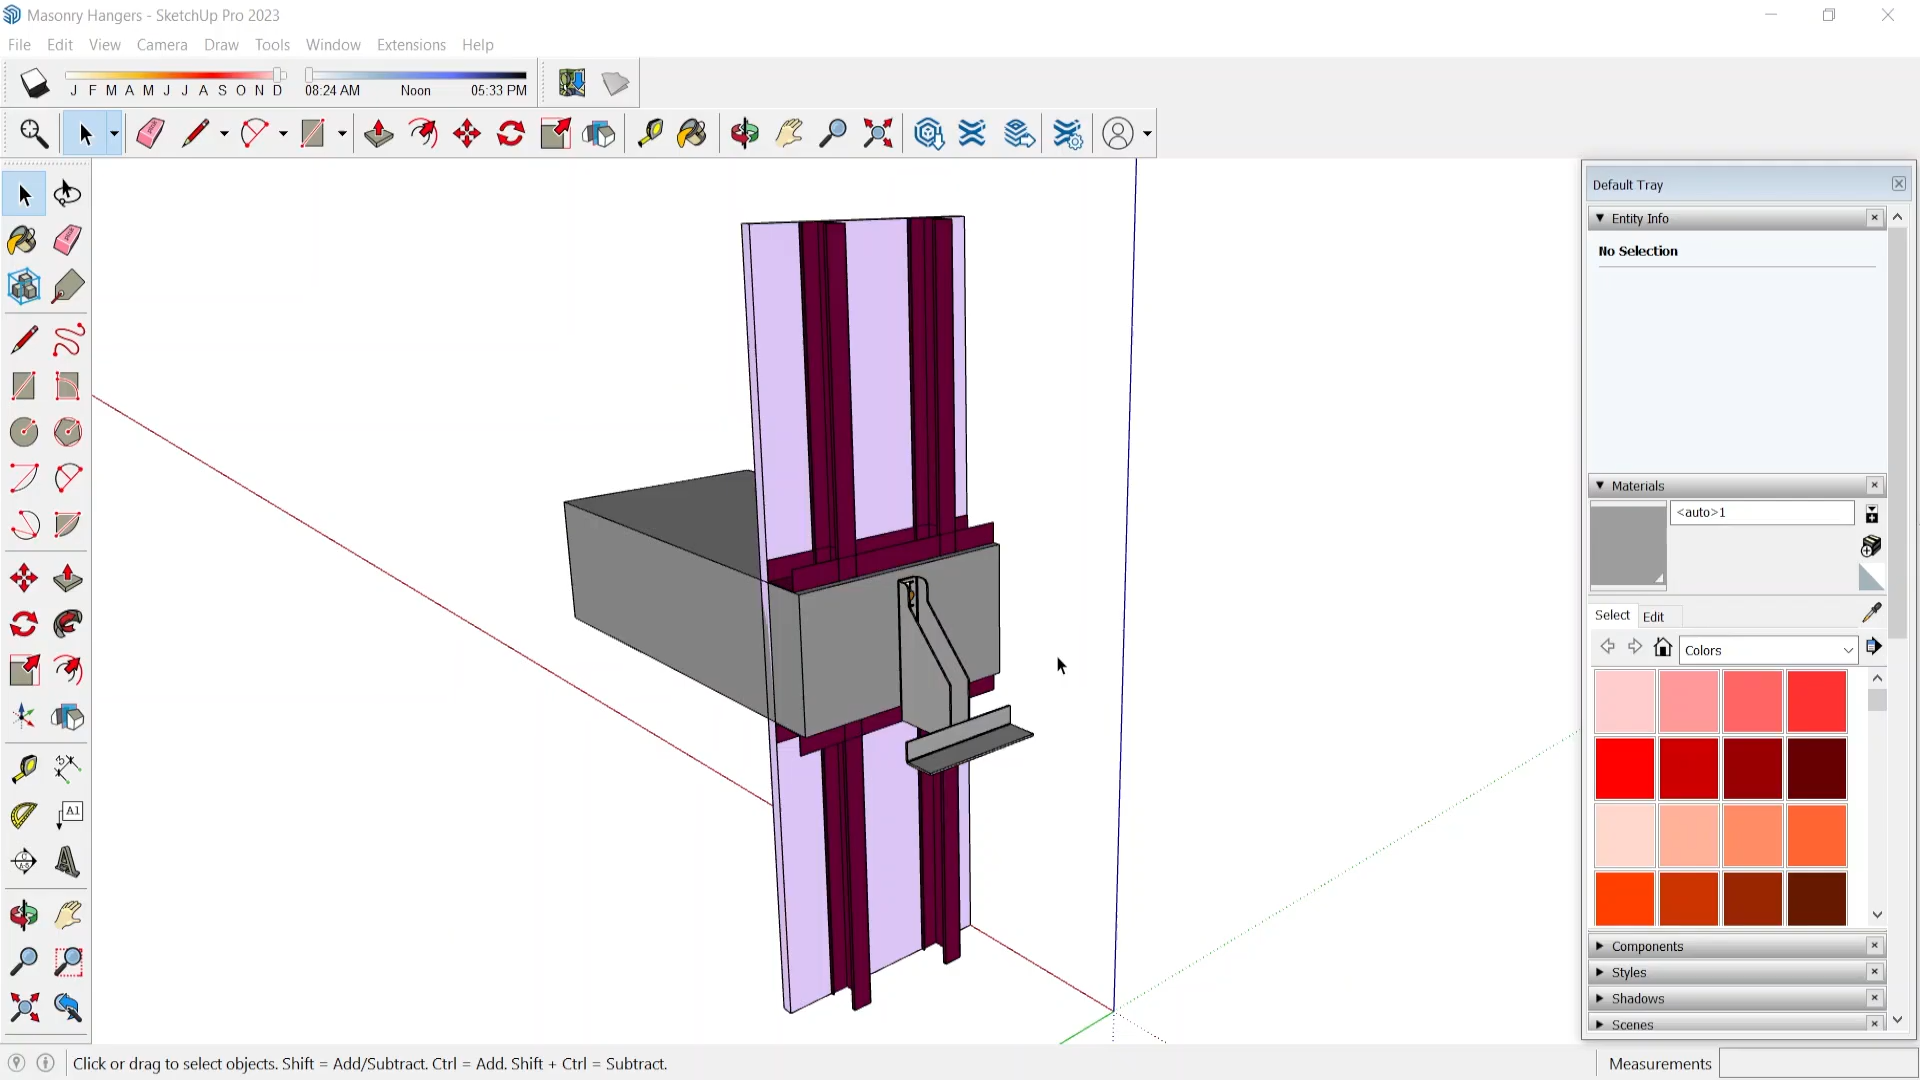 Masonry Hangers - SketchUp Pro 2023
File Edit View Camera Draw Tools Window Extensions Help
J F M A M J J A S O N D 08:24 AM Noon 05:33 PM
Default Tray
Entity Info
No Selection
Materials
<auto>1
Select Edit
Colors
A1
Components
Styles
Shadows
Scenes
Click or drag to select objects. Shift = Add/Subtract. Ctrl = Add. Shift + Ctrl = Subtract.
Measurements